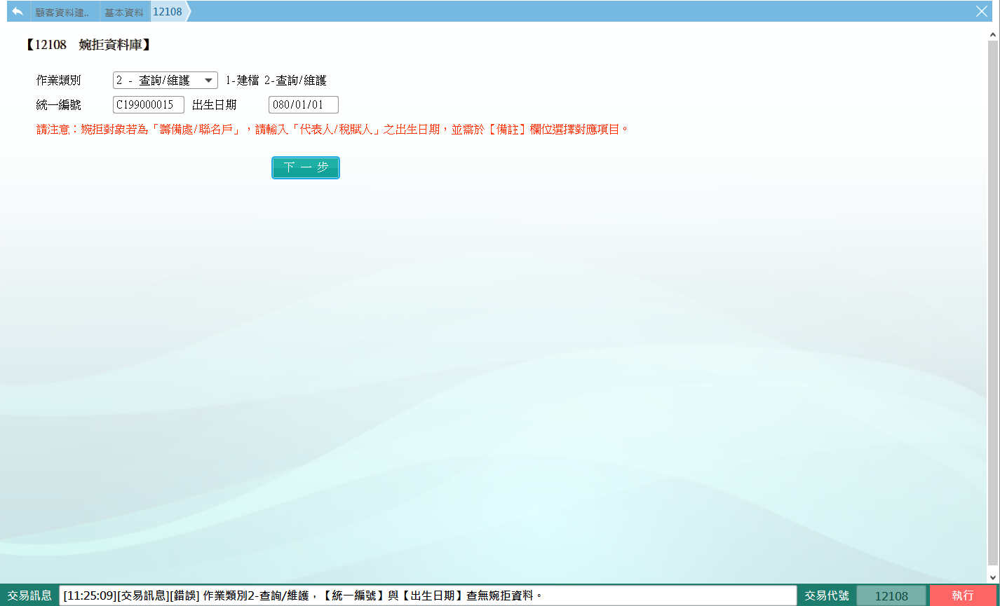 顧客資料建.. 基本資料 12108
【12108　婉拒資料庫】
作業類別 2 - 查詢/維護 1-建檔 2-查詢/維護
統一編號 C199000015 出生日期 080/01/01
請注意：婉拒對象若為「籌備處/聯名戶」，請輸入「代表人/稅賦人」之出生日期，並需於【備註】欄位選擇對應項目。
下 一 步
交易訊息 [11:25:09][交易訊息][錯誤] 作業類別2-查詢/維護，【統一編號】與【出生日期】查無婉拒資料。 交易代號 12108 執行